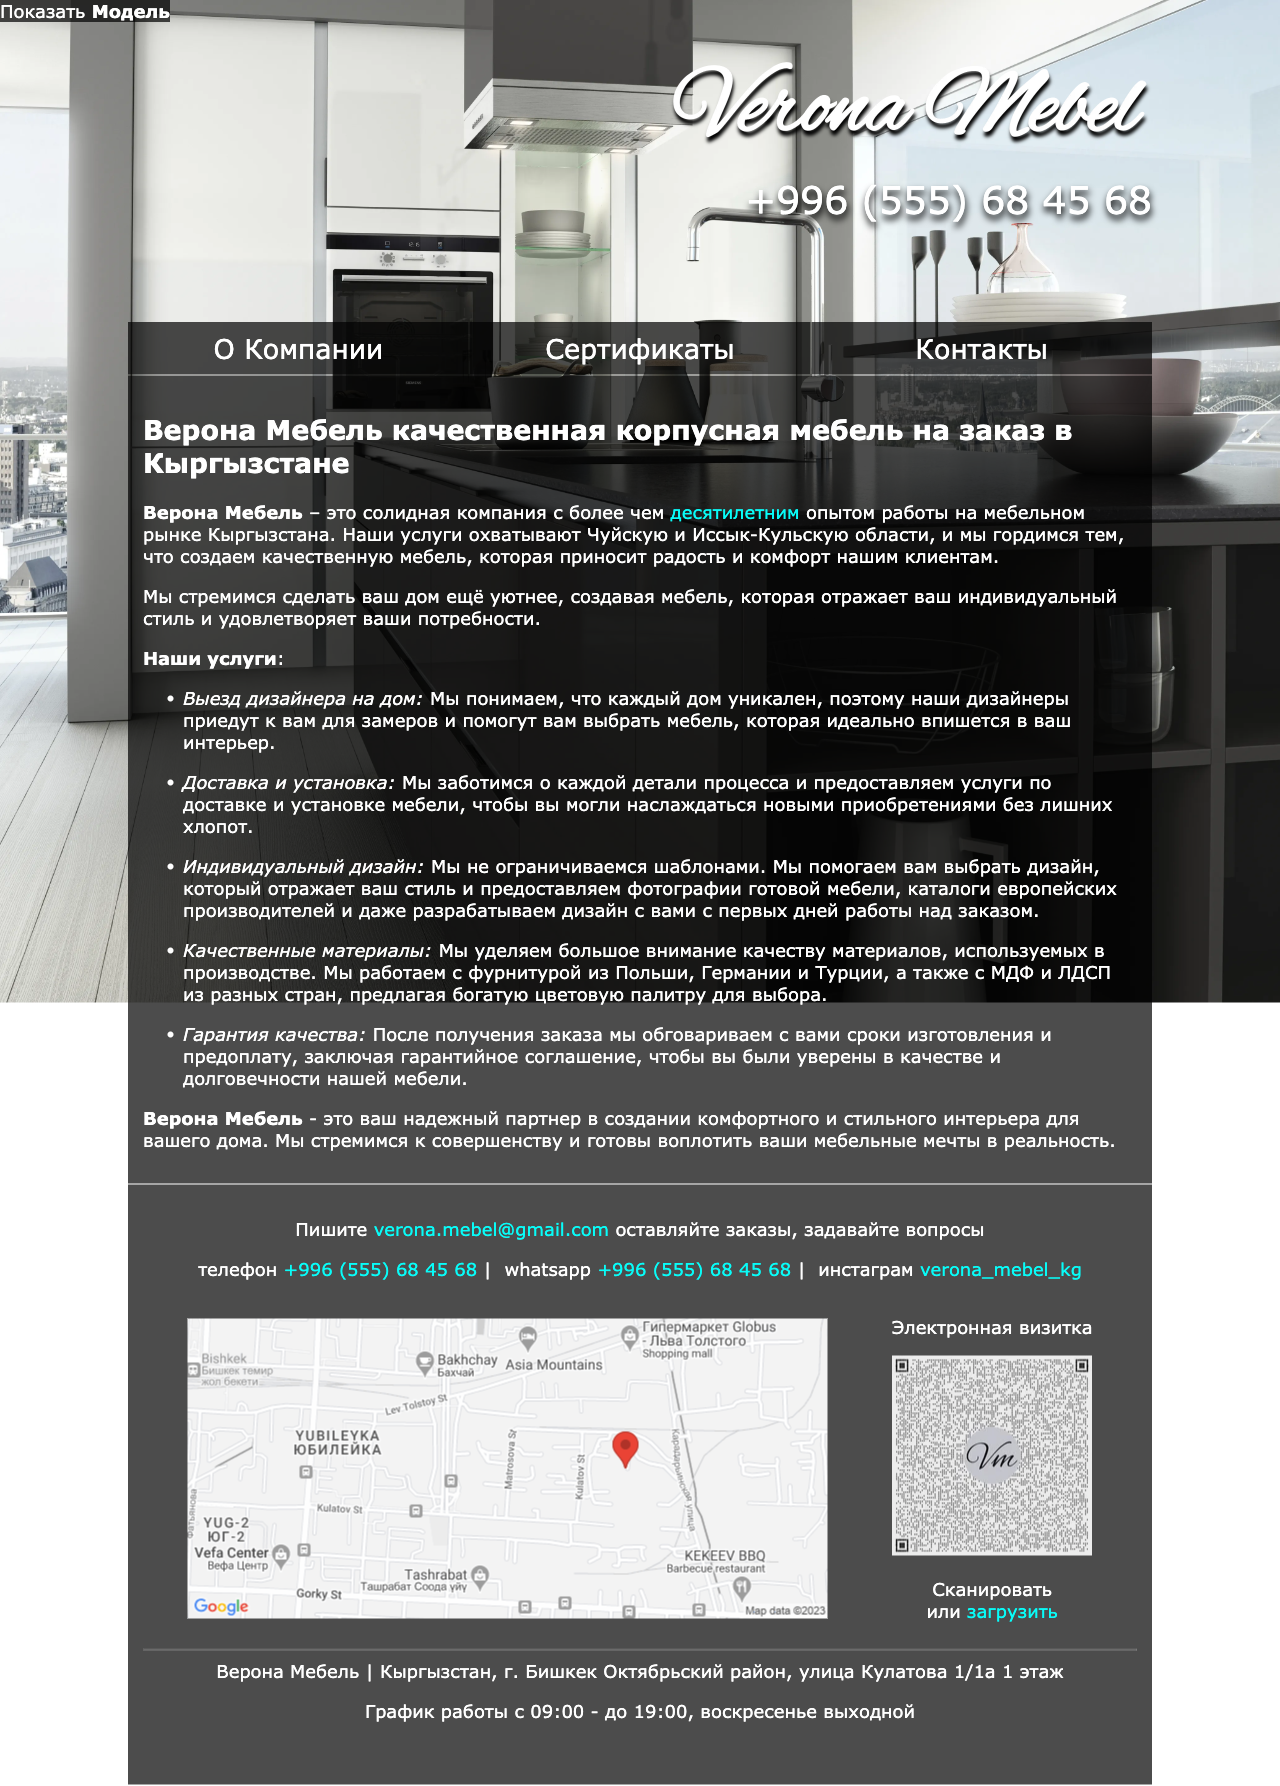 Показать Модель
Verona Mebel
+996 (555) 68 45 68
О Компании
Сертификаты
Контакты
Верона Мебель качественная корпусная мебель на заказ в
Кыргызстане
Верона Мебель – это солидная компания с более чем десятилетним опытом работы на мебельном
рынке Кыргызстана. Наши услуги охватывают Чуйскую и Иссык-Кульскую области, и мы гордимся тем,
что создаем качественную мебель, которая приносит радость и комфорт нашим клиентам.
Мы стремимся сделать ваш дом ещё уютнее, создавая мебель, которая отражает ваш индивидуальный
стиль и удовлетворяет ваши потребности.
Наши услуги:
• Выезд дизайнера на дом: Мы понимаем, что каждый дом уникален, поэтому наши дизайнеры
приедут к вам для замеров и помогут вам выбрать мебель, которая идеально впишется в ваш
интерьер.
• Доставка и установка: Мы заботимся о каждой детали процесса и предоставляем услуги по
доставке и установке мебели, чтобы вы могли наслаждаться новыми приобретениями без лишних
хлопот.
• Индивидуальный дизайн: Мы не ограничиваемся шаблонами. Мы помогаем вам выбрать дизайн,
который отражает ваш стиль и предоставляем фотографии готовой мебели, каталоги европейских
производителей и даже разрабатываем дизайн с вами с первых дней работы над заказом.
• Качественные материалы: Мы уделяем большое внимание качеству материалов, используемых в
производстве. Мы работаем с фурнитурой из Польши, Германии и Турции, а также с МДФ и ЛДСП
из разных стран, предлагая богатую цветовую палитру для выбора.
• Гарантия качества: После получения заказа мы обговариваем с вами сроки изготовления и
предоплату, заключая гарантийное соглашение, чтобы вы были уверены в качестве и
долговечности нашей мебели.
Верона Мебель - это ваш надежный партнер в создании комфортного и стильного интерьера для
вашего дома. Мы стремимся к совершенству и готовы воплотить ваши мебельные мечты в реальность.
Пишите verona.mebel@gmail.com оставляйте заказы, задавайте вопросы
телефон +996 (555) 68 45 68 | whatsapp +996 (555) 68 45 68 | инстаграм verona_mebel_kg
Гипермаркет Globus
- Льва Толстого
Shopping mall
Bakhchay
Бахчай
Asia Mountains
Bishkek
Бишкек темир
жол бекети
Lev Tolstoy St
YUBILEYKA
ЮБИЛЕЙКА
Matrosova St
Kulatov St
Карадарьинская улица
Фатьянова
Kulatov St
YUG-2
ЮГ-2
Vefa Center
Вефа Центр
KEKEEV BBQ
Barbecue restaurant
Tashrabat
Ташрабат Соода үйү
Gorky St
Google
Map data ©2023
Электронная визитка
Vm
Сканировать
или загрузить
Верона Мебель | Кыргызстан, г. Бишкек Октябрьский район, улица Кулатова 1/1а 1 этаж
График работы с 09:00 - до 19:00, воскресенье выходной